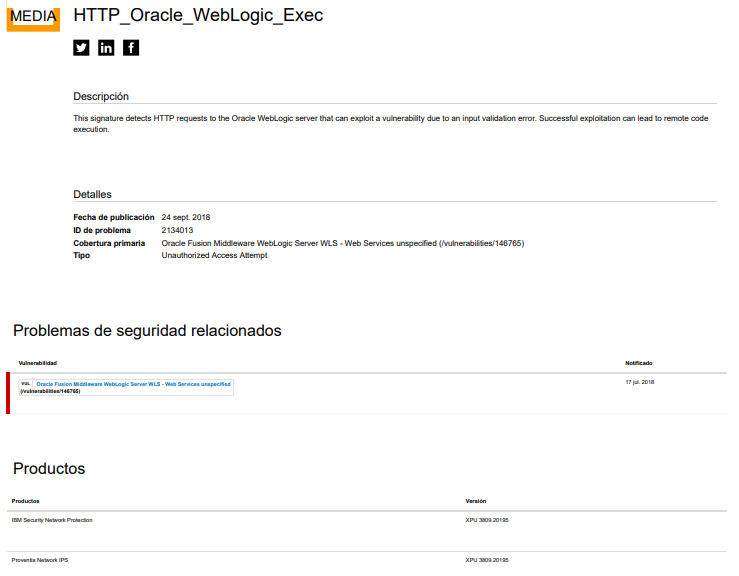 MEDIA
HTTP_Oracle_WebLogic_Exec
Descripción
This signature detects HTTP requests to the Oracle WebLogic server that can exploit a vulnerability due to an input validation error. Successful exploitation can lead to remote code
execution.
Detalles
Fecha de publicación 24 sept. 2018
ID de problema 2134013
Cobertura primaria Oracle Fusion Middleware WebLogic Server WLS - Web Services unspecified (/vulnerabilities/146765)
Tipo Unauthorized Access Attempt
Problemas de seguridad relacionados
Vulnerabilidad Notificado
VUL Oracle Fusion Middleware WebLogic Server WLS - Web Services unspecified 17 jul. 2018
(/vulnerabilities/146765)
Productos
Productos Versión
IBM Security Network Protection XPU 3809.20195
Proventia Network IPS XPU 3809.20195